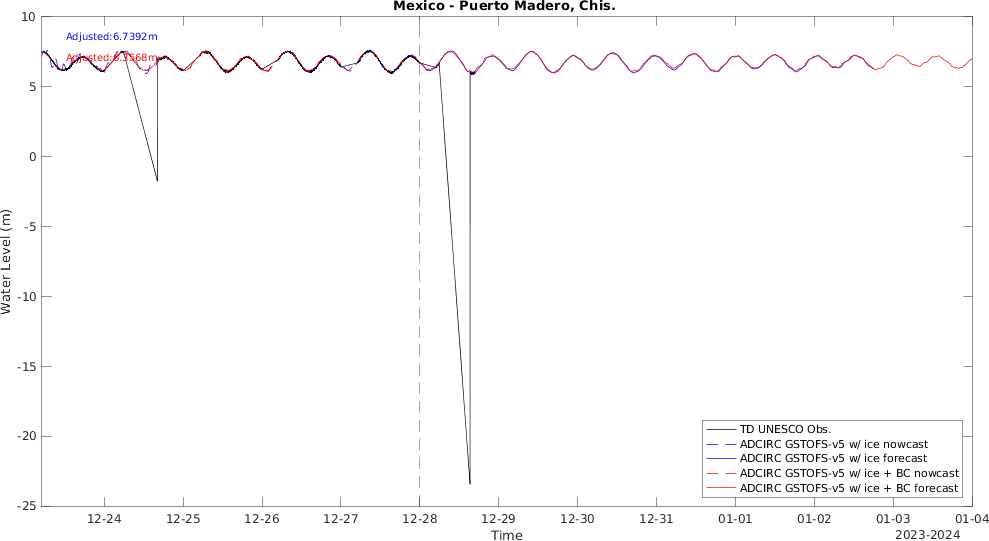 Mexico - Puerto Madero, Chis.
10
5
0
-5
-10
-15
-20
-25
Water Level (m)
Adjusted:6.7392m
12-24
12-25
12-26
12-27
12-28
12-29
12-30
12-31
01-01
01-02
01-03
01-04
Time
2023-2024
TD UNESCO Obs.
ADCIRC GSTOFS-v5 w/ ice nowcast
ADCIRC GSTOFS-v5 w/ ice forecast
ADCIRC GSTOFS-v5 w/ ice + BC nowcast
ADCIRC GSTOFS-v5 w/ ice + BC forecast